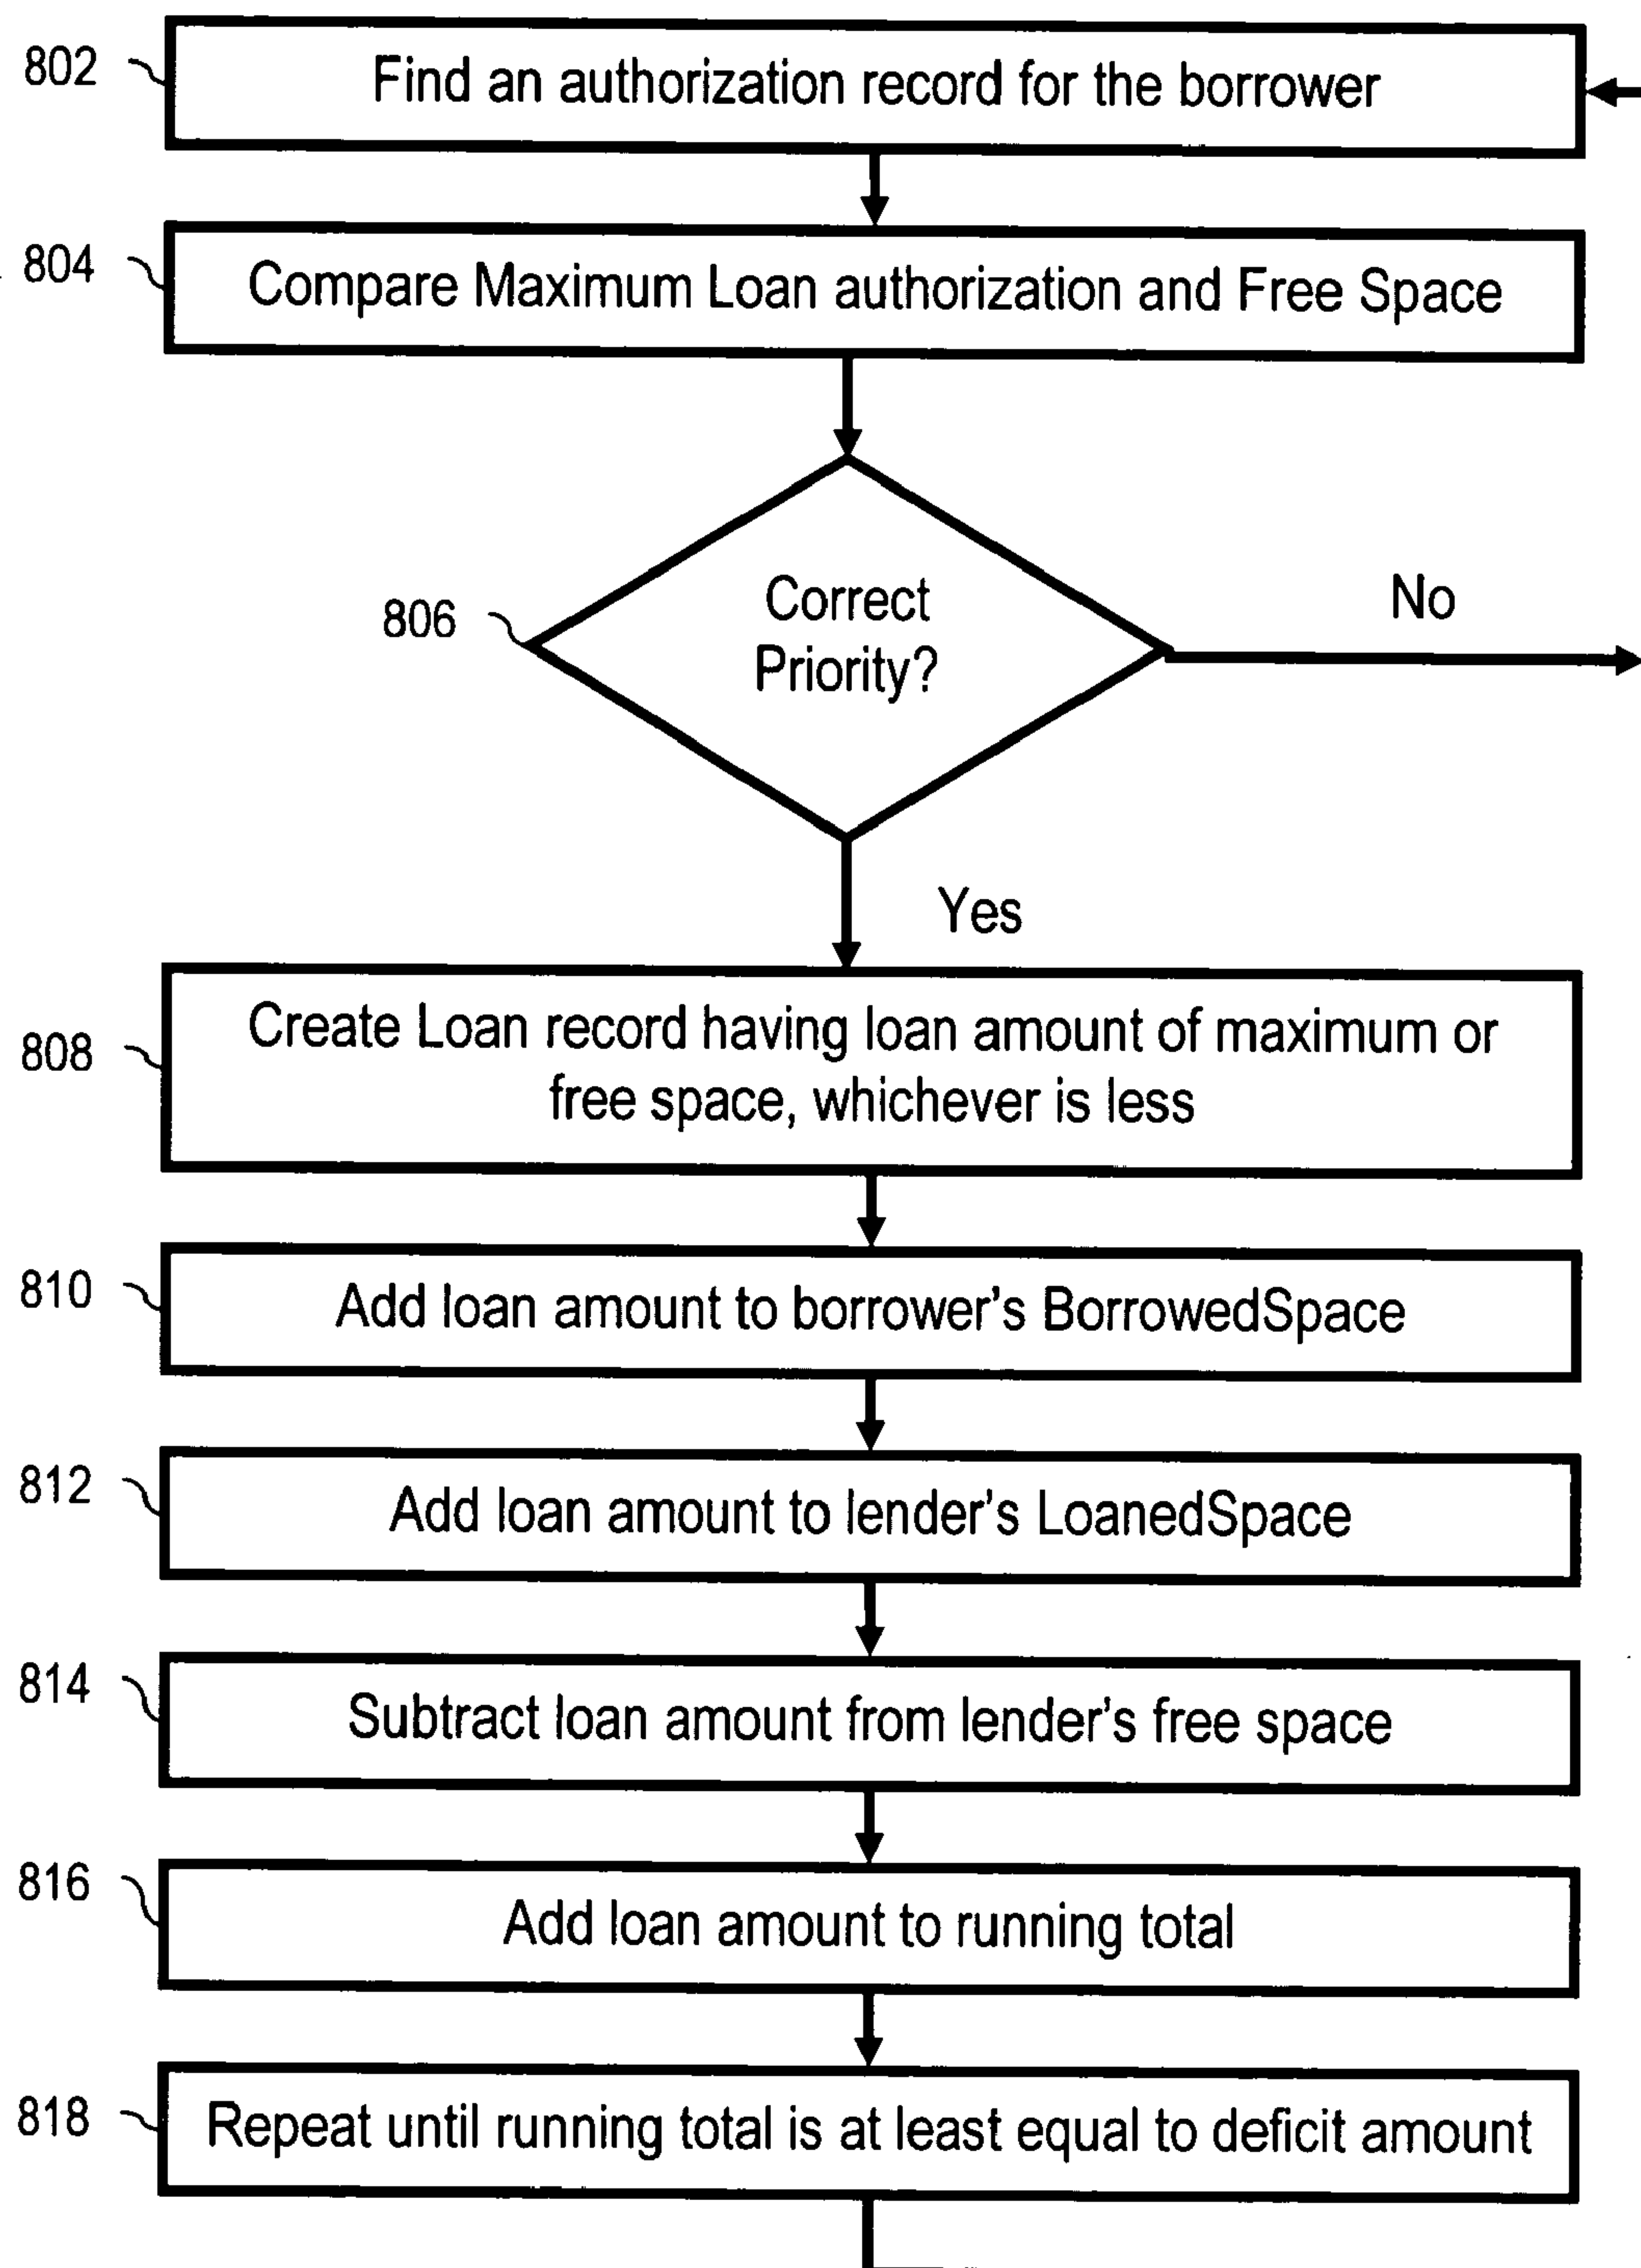 802
Find an authorization record for the borrower
804
Compare Maximum Loan authorization and Free Space
806
Correct
Priority?
No
Yes
808
Create Loan record having loan amount of maximum or
free space, whichever is less
810
Add loan amount to borrower's BorrowedSpace
812
Add loan amount to lender's LoanedSpace
814
Subtract loan amount from lender's free space
816
Add loan amount to running total
818
Repeat until running total is at least equal to deficit amount